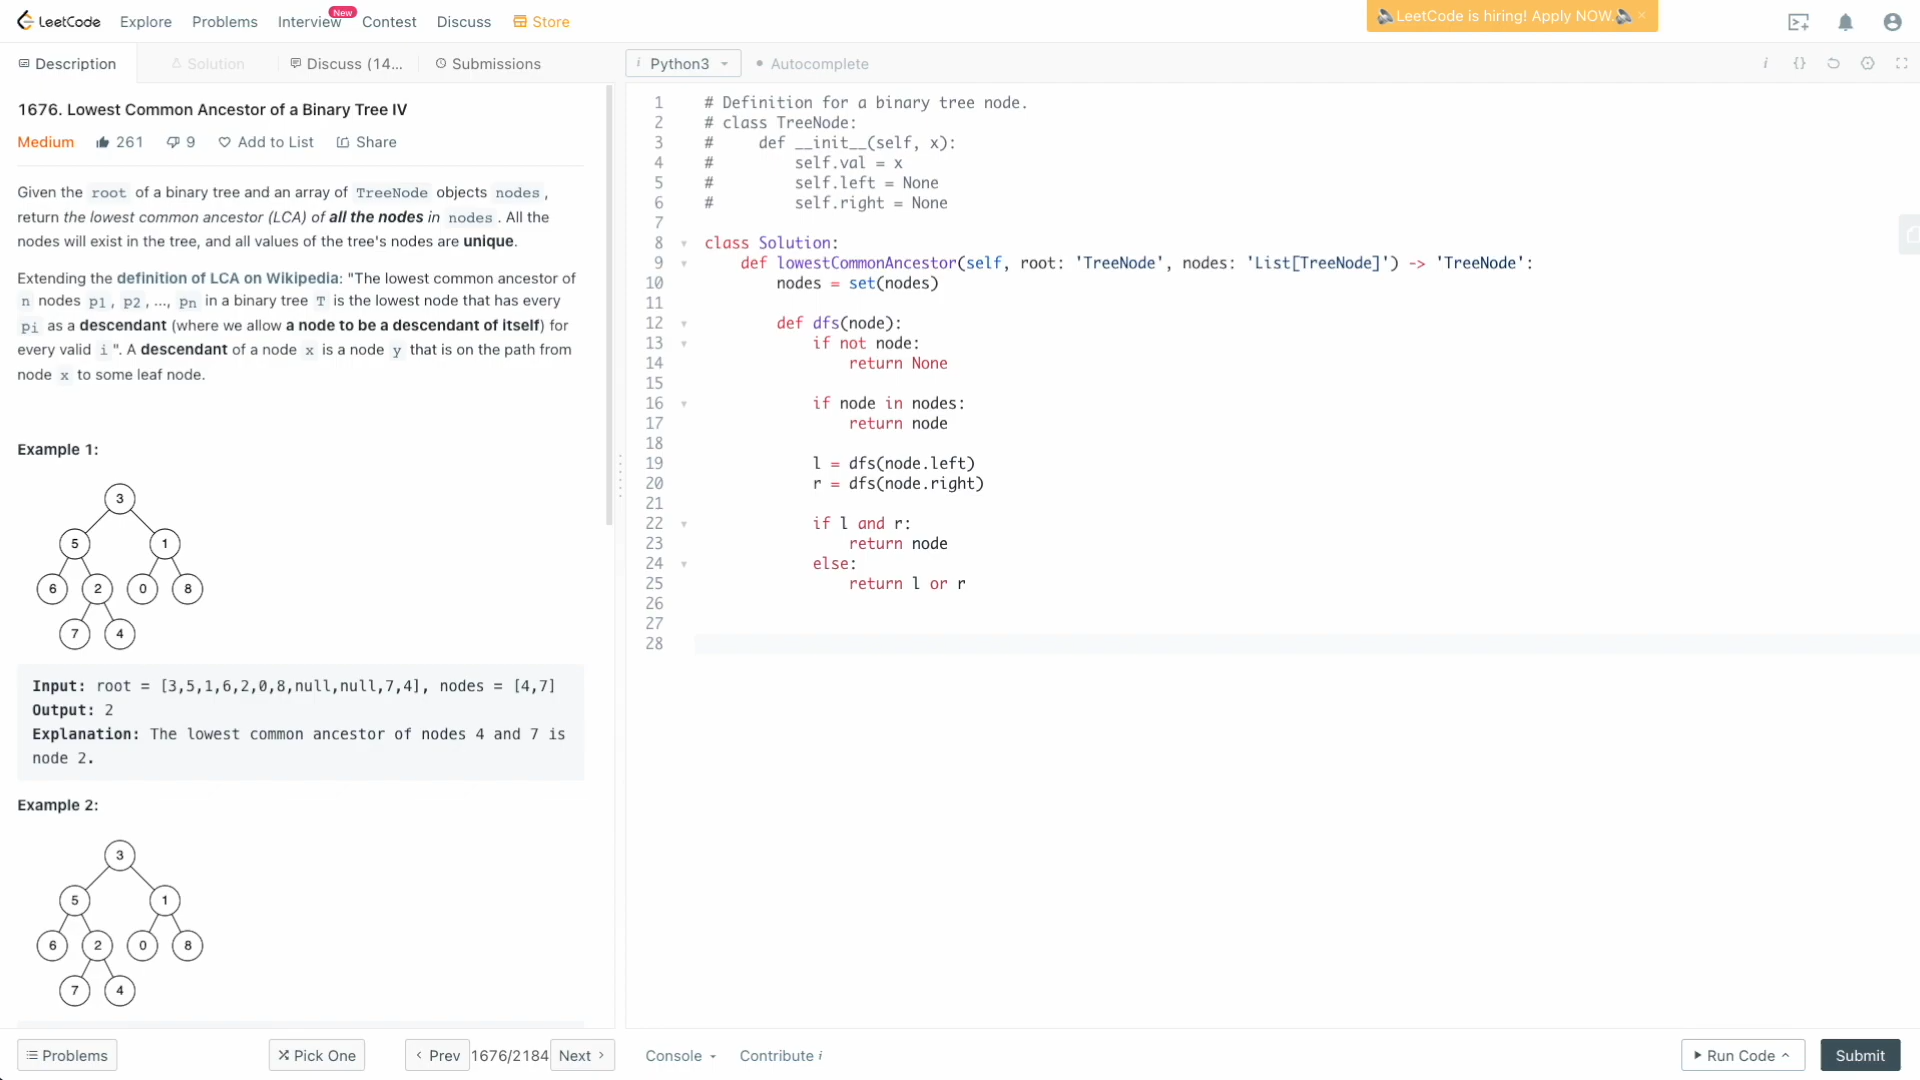 LeetCode Explore Problems Interview New Contest Discuss Store
LeetCode is hiring! Apply NOW. ×
Description Solution Discuss (14... Submissions
Python3 Autocomplete i {}
1676. Lowest Common Ancestor of a Binary Tree IV
Medium 261 9 Add to List Share
Given the root of a binary tree and an array of TreeNode objects nodes,
return the lowest common ancestor (LCA) of all the nodes in nodes. All the
nodes will exist in the tree, and all values of the tree's nodes are unique.
Extending the definition of LCA on Wikipedia: "The lowest common ancestor of
n nodes p1, p2, ..., pn in a binary tree T is the lowest node that has every
pi as a descendant (where we allow a node to be a descendant of itself) for
every valid i". A descendant of a node x is a node y that is on the path from
node x to some leaf node.
Example 1:
3
5 1
6 2 0 8
7 4
Input: root = [3,5,1,6,2,0,8,null,null,7,4], nodes = [4,7]
Output: 2
Explanation: The lowest common ancestor of nodes 4 and 7 is
node 2.
Example 2:
3
5 1
6 2 0 8
7 4
1 # Definition for a binary tree node.
2 # class TreeNode:
3 #     def __init__(self, x):
4 #         self.val = x
5 #         self.left = None
6 #         self.right = None
7
8 class Solution:
9     def lowestCommonAncestor(self, root: 'TreeNode', nodes: 'List[TreeNode]') -> 'TreeNode':
10         nodes = set(nodes)
11
12         def dfs(node):
13             if not node:
14                 return None
15
16             if node in nodes:
17                 return node
18
19             l = dfs(node.left)
20             r = dfs(node.right)
21
22             if l and r:
23                 return node
24             else:
25                 return l or r
26
27
28
Problems Pick One < Prev 1676/2184 Next > Console Contribute i Run Code Submit